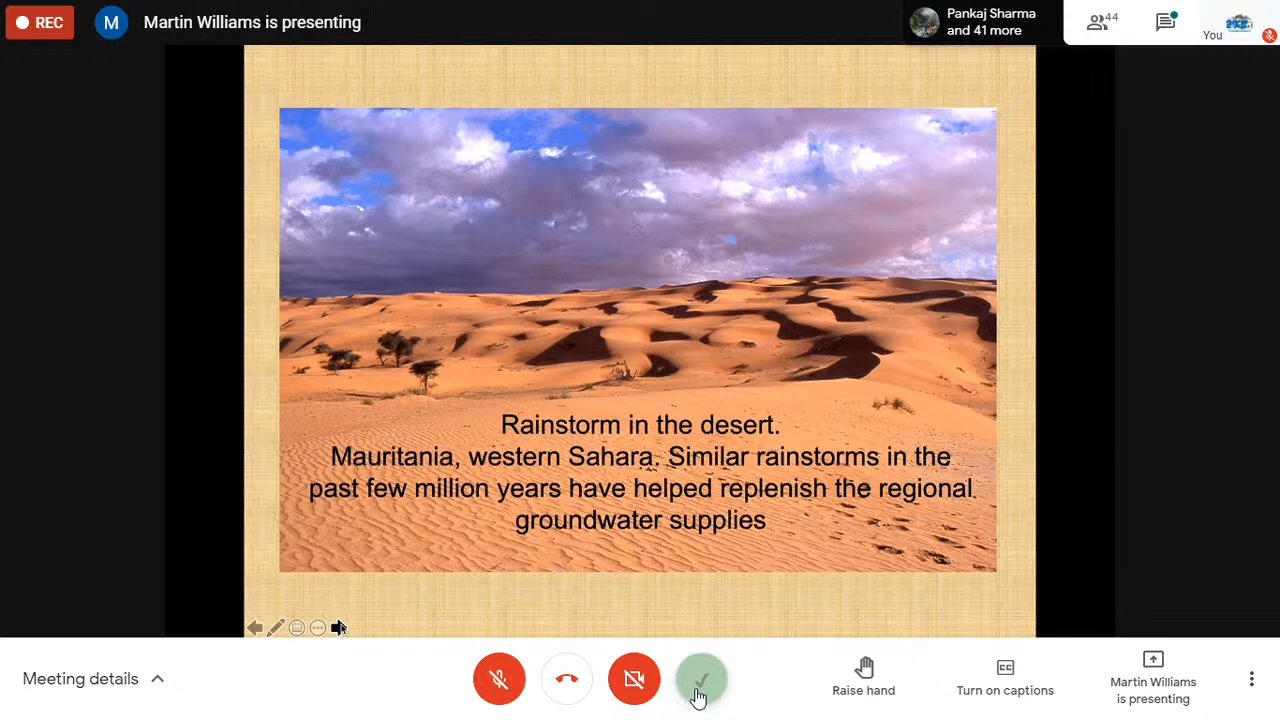 REC
M
Martin Williams is presenting
Pankaj Sharma
and 41 more
44
You
Rainstorm in the desert.
Mauritania, western Sahara. Similar rainstorms in the
past few million years have helped replenish the regional
groundwater supplies
Meeting details
Raise hand
CC
Turn on captions
Martin Williams
is presenting